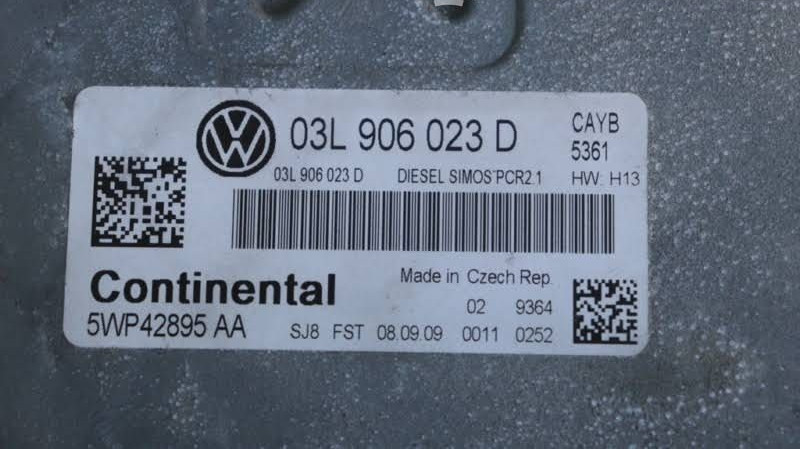 03L 906 023 D
CAYB
5361
03L 906 023 D DIESEL SIMOS PCR2.1 HW: H13
Continental
Made in Czech Rep.
02 9364
5WP42895 AA
SJ8 FST 08.09.09 0011 0252